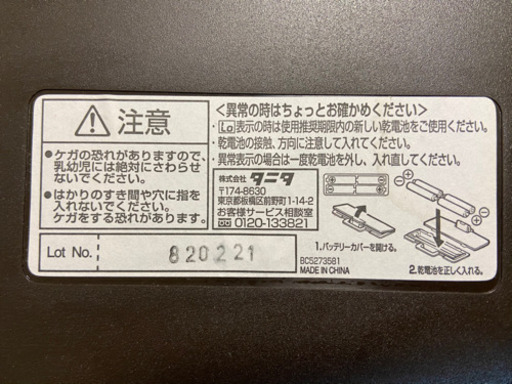 注意
●ケガの恐れがありますので、
乳幼児には絶対にさわらせ
ないでください。
●はかりのすき間や穴に指を
入れないでください。
ケガをする恐れがあります。
Lot No. 820221
<異常の時はちょっとお確かめください>
・Lo表示の時は使用推奨期限内の新しい乾電池をご使用ください。
・乾電池の接触、方向に注意して入れてください。
・異常表示の場合は一度乾電池を外し、入れ直してください。
株式会社 タニタ
〒174-8630
東京都板橋区前野町1-14-2
お客様サービス相談室
0120-133821
1.バッテリーカバーを開ける。
2.乾電池を正しく入れる。
BC5273581
MADE IN CHINA